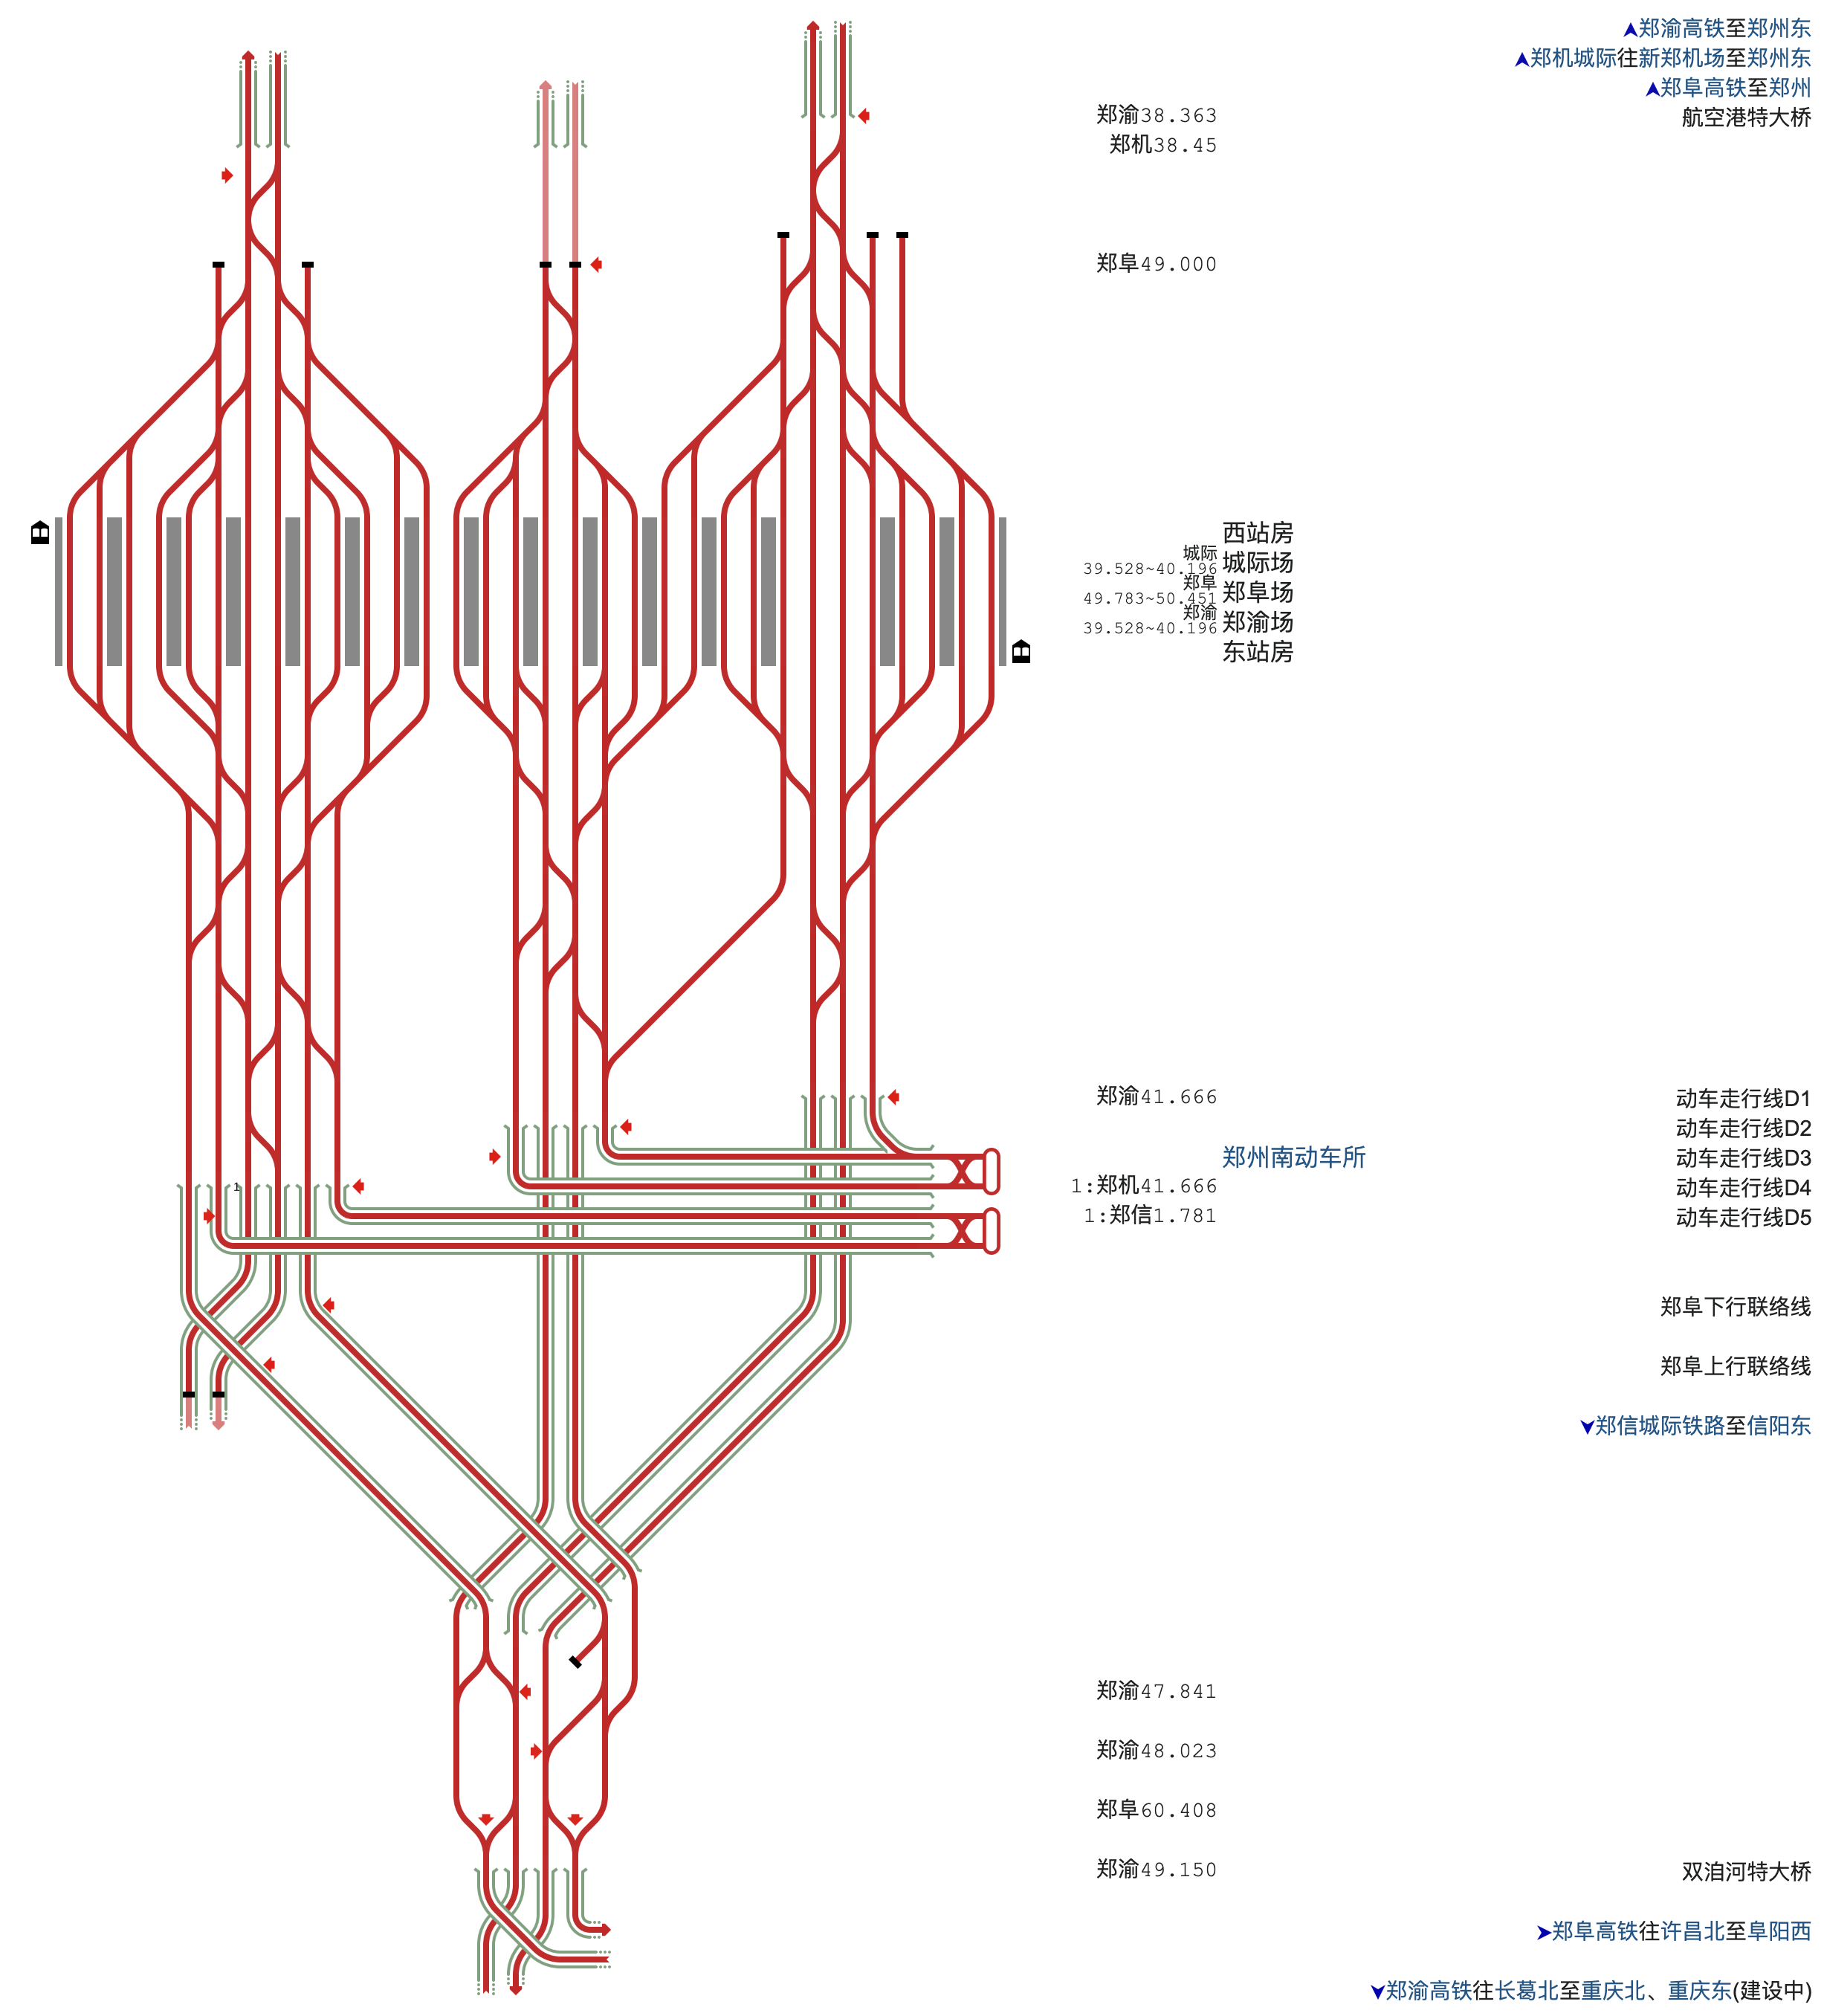 郑渝高铁至郑州东
郑机城际往新郑机场至郑州东
郑阜高铁至郑州
郑渝38.363 航空港特大桥
郑机38.45
郑阜49.000
西站房
城际
39.528~40.196 城际场
郑阜
49.783~50.451 郑阜场
郑渝
39.528~40.196 郑渝场
东站房
郑渝41.666 动车走行线D1
动车走行线D2
郑州南动车所 动车走行线D3
1 1:郑机41.666 动车走行线D4
1:郑信1.781 动车走行线D5
郑阜下行联络线
郑阜上行联络线
郑信城际铁路至信阳东
郑渝47.841
郑渝48.023
郑阜60.408
郑渝49.150 双洎河特大桥
郑阜高铁往许昌北至阜阳西
郑渝高铁往长葛北至重庆北、重庆东(建设中)